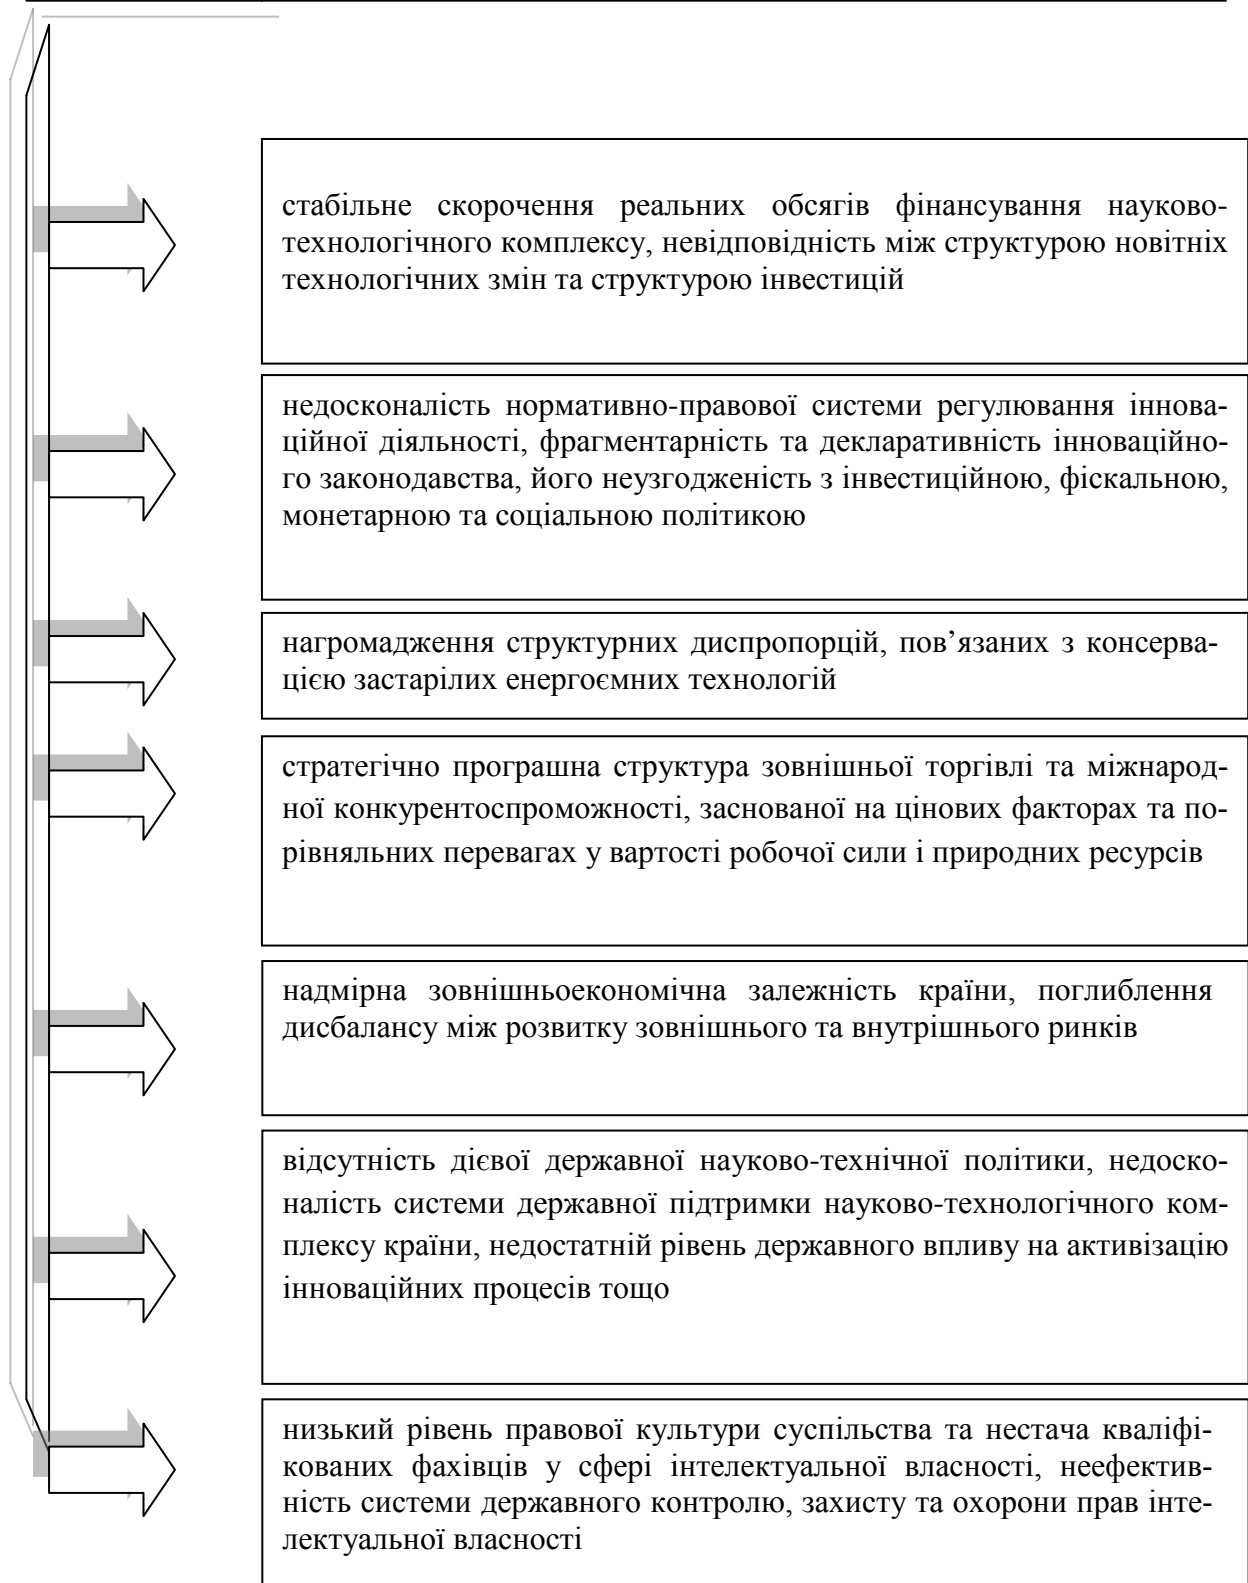 стабільне скорочення реальних обсягів фінансування науково-
технологічного комплексу, невідповідність між структурою новітніх
технологічних змін та структурою інвестицій
недосконалість нормативно-правової системи регулювання іннова-
ційної діяльності, фрагментарність та декларативність інноваційно-
го законодавства, його неузгодженість з інвестиційною, фіскальною,
монетарною та соціальною політикою
нагромадження структурних диспропорцій, пов’язаних з консерва-
цією застарілих енергоємних технологій
стратегічно програшна структура зовнішньої торгівлі та міжнарод-
ної конкурентоспроможності, заснованої на цінових факторах та по-
рівняльних перевагах у вартості робочої сили і природних ресурсів
надмірна зовнішньоекономічна залежність країни, поглиблення
дисбалансу між розвитку зовнішнього та внутрішнього ринків
відсутність дієвої державної науково-технічної політики, недоско-
налість системи державної підтримки науково-технологічного ком-
плексу країни, недостатній рівень державного впливу на активізацію
інноваційних процесів тощо
низький рівень правової культури суспільства та нестача кваліфі-
кованих фахівців у сфері інтелектуальної власності, неефектив-
ність системи державного контролю, захисту та охорони прав інте-
лектуальної власності